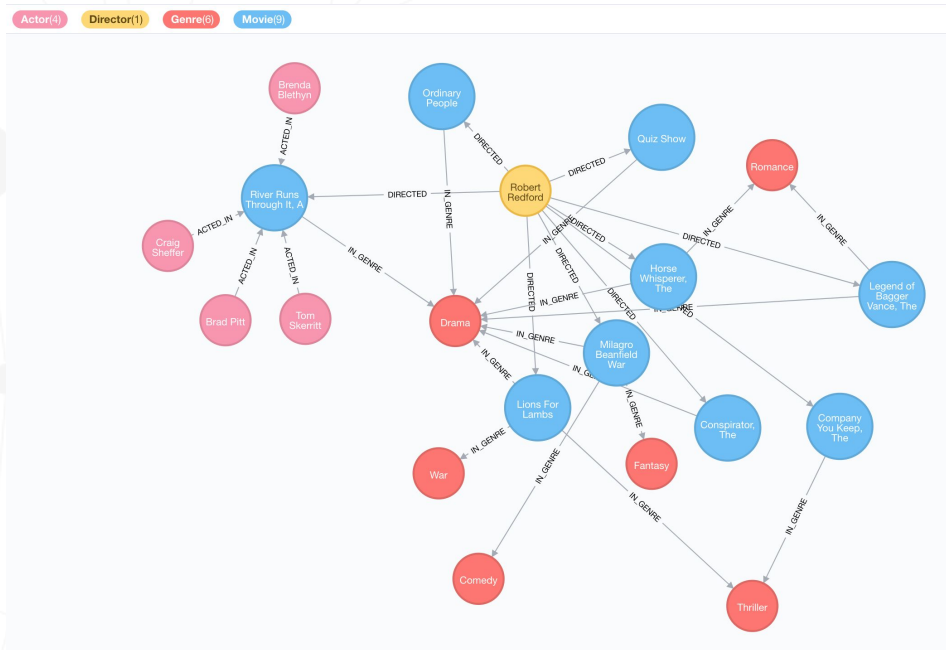 Actor(4) Director(1) Genre(6) Movie(9)
Brenda
Blethyn
Ordinary
People
Quiz Show
Romance
River Runs
Through It, A
Robert
Redford
Craig
Sheffer
Horse
Whisperer,
The
Legend of
Bagger
Vance, The
Brad Pitt
Tom
Skerritt
Drama
Milagro
Beanfield
War
Lions For
Lambs
Conspirator,
The
Company
You Keep,
The
War
Fantasy
Comedy
Thriller
ACTED_IN
ACTED_IN
ACTED_IN
ACTED_IN
DIRECTED
DIRECTED
DIRECTED
DIRECTED
DIRECTED
DIRECTED
DIRECTED
DIRECTED
IN_GENRE
IN_GENRE
IN_GENRE
IN_GENRE
IN_GENRE
IN_GENRE
IN_GENRE
IN_GENRE
IN_GENRE
IN_GENRE
IN_GENRE
IN_GENRE
IN_GENRE